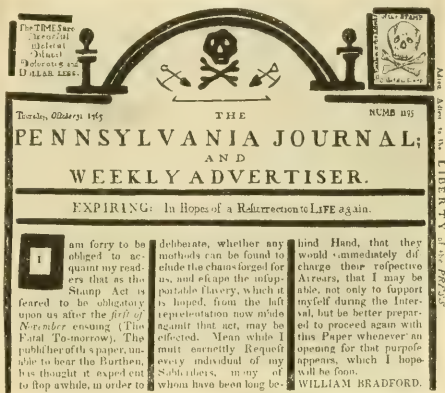 The TIMES are
Dreadful
Dismal
Doleful
Dolorous and
DOLLAR-LESS.
Thursday, October 31, 1765
THE
NUMB 1195
PENNSYLVANIA JOURNAL;
AND
WEEKLY ADVERTISER.
EXPIRING: In Hopes of a Resurrection to LIFE again.
I am sorry to be
obliged to ac-
quaint my read-
ers that as the
Stamp Act is
feared to be obligatory
upon us after the first of
November ensuing (The
Fatal To-morrow), The
publisher of this paper, un-
able to bear the Burthen,
has thought it expedient
to stop awhile, in order to
deliberate, whether any
methods can be found to
elude the chains forged for
us, and escape the insup-
portable slavery, which it
is hoped, from the last
representation now made
against that act, may be
effected. Mean while I
must earnestly Request
every individual of my
Subscribers, many of
whom have been long be-
hind Hand, that they
would immediately dis
charge their respective
Arrears, that I may be
able, not only to support
myself during the Inter-
val, but be better prepar-
ed to proceed again with
this Paper whenever an
opening for that purpose
appears, which I hope
will be soon.
WILLIAM BRADFORD.
Adieu Adieu to the LIBERTY of the PRESS